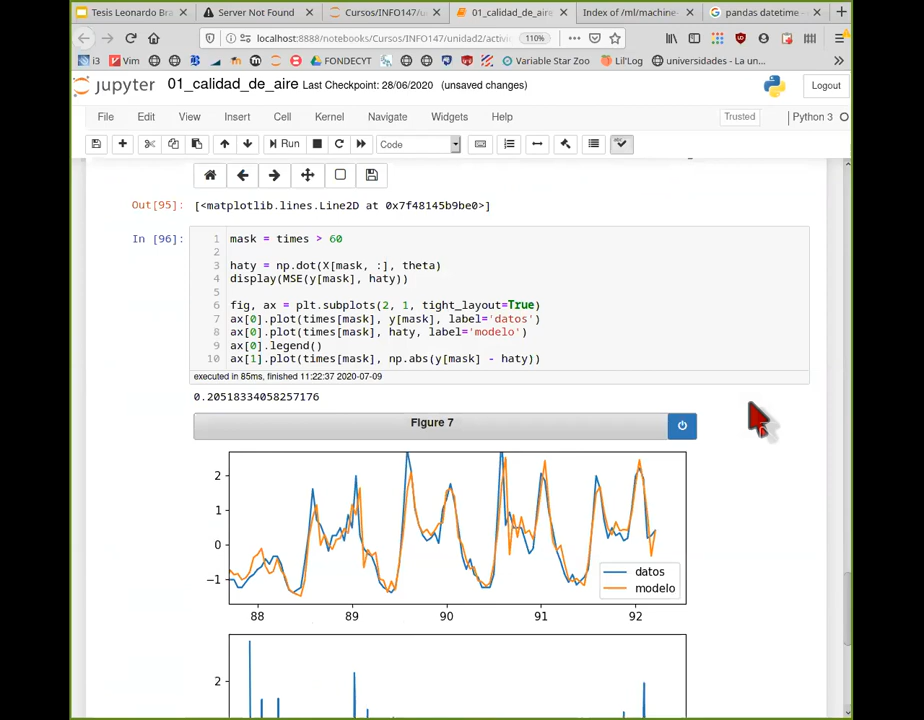 Tesis Leonardo Bra
Server Not Found
Cursos/INFO147/u
01_calidad_de_aire
Index of /ml/machine-
pandas datetime -
localhost:8888/notebooks/Cursos/INFO147/unidad2/activi
110%
i3
Vim
FONDECYT
Variable Star Zoo
Lil'Log
universidades - La un...
jupyter
01_calidad_de_aire Last Checkpoint: 28/06/2020 (unsaved changes)
Logout
File Edit View Insert Cell Kernel Navigate Widgets Help
Trusted
Python 3
Run
Code
Out[95]: [<matplotlib.lines.Line2D at 0x7f48145b9be0>]
In [96]:
1 mask = times > 60
2
3 haty = np.dot(X[mask, :], theta)
4 display(MSE(y[mask], haty))
5
6 fig, ax = plt.subplots(2, 1, tight_layout=True)
7 ax[0].plot(times[mask], y[mask], label='datos')
8 ax[0].plot(times[mask], haty, label='modelo')
9 ax[0].legend()
10 ax[1].plot(times[mask], np.abs(y[mask] - haty))
executed in 85ms, finished 11:22:37 2020-07-09
0.20518334058257176
Figure 7
2
1
0
−1
datos
modelo
88 89 90 91 92
2